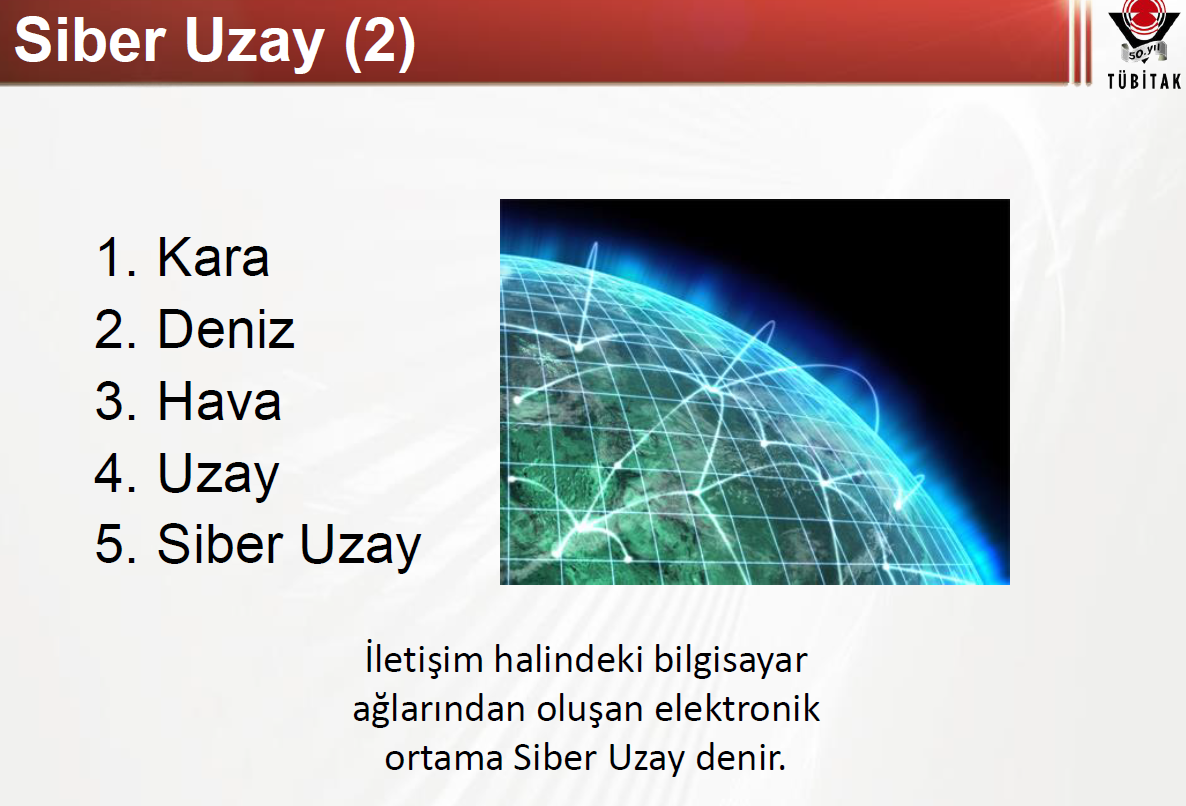 Siber Uzay (2)
50.yıl
TÜBİTAK
1. Kara
2. Deniz
3. Hava
4. Uzay
5. Siber Uzay
İletişim halindeki bilgisayar
ağlarından oluşan elektronik
ortama Siber Uzay denir.